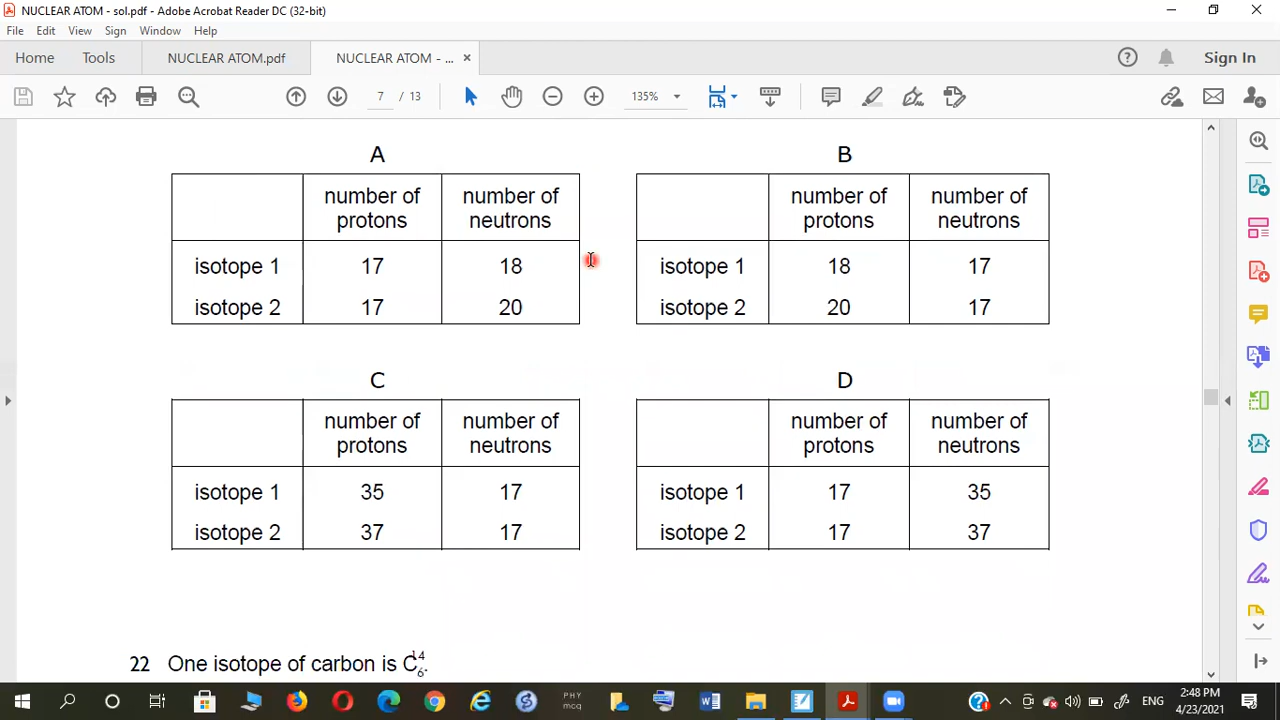 NUCLEAR ATOM - sol.pdf - Adobe Acrobat Reader DC (32-bit)
File Edit View Sign Window Help
Home Tools NUCLEAR ATOM.pdf NUCLEAR ATOM - ... × Sign In
7 / 13 135%
A
number of protons number of neutrons
isotope 1 17 18
isotope 2 17 20
B
number of protons number of neutrons
isotope 1 18 17
isotope 2 20 17
C
number of protons number of neutrons
isotope 1 35 17
isotope 2 37 17
D
number of protons number of neutrons
isotope 1 17 35
isotope 2 17 37
22 One isotope of carbon is C¹⁴₆.
PHY
mcq
ENG
2:48 PM
4/23/2021